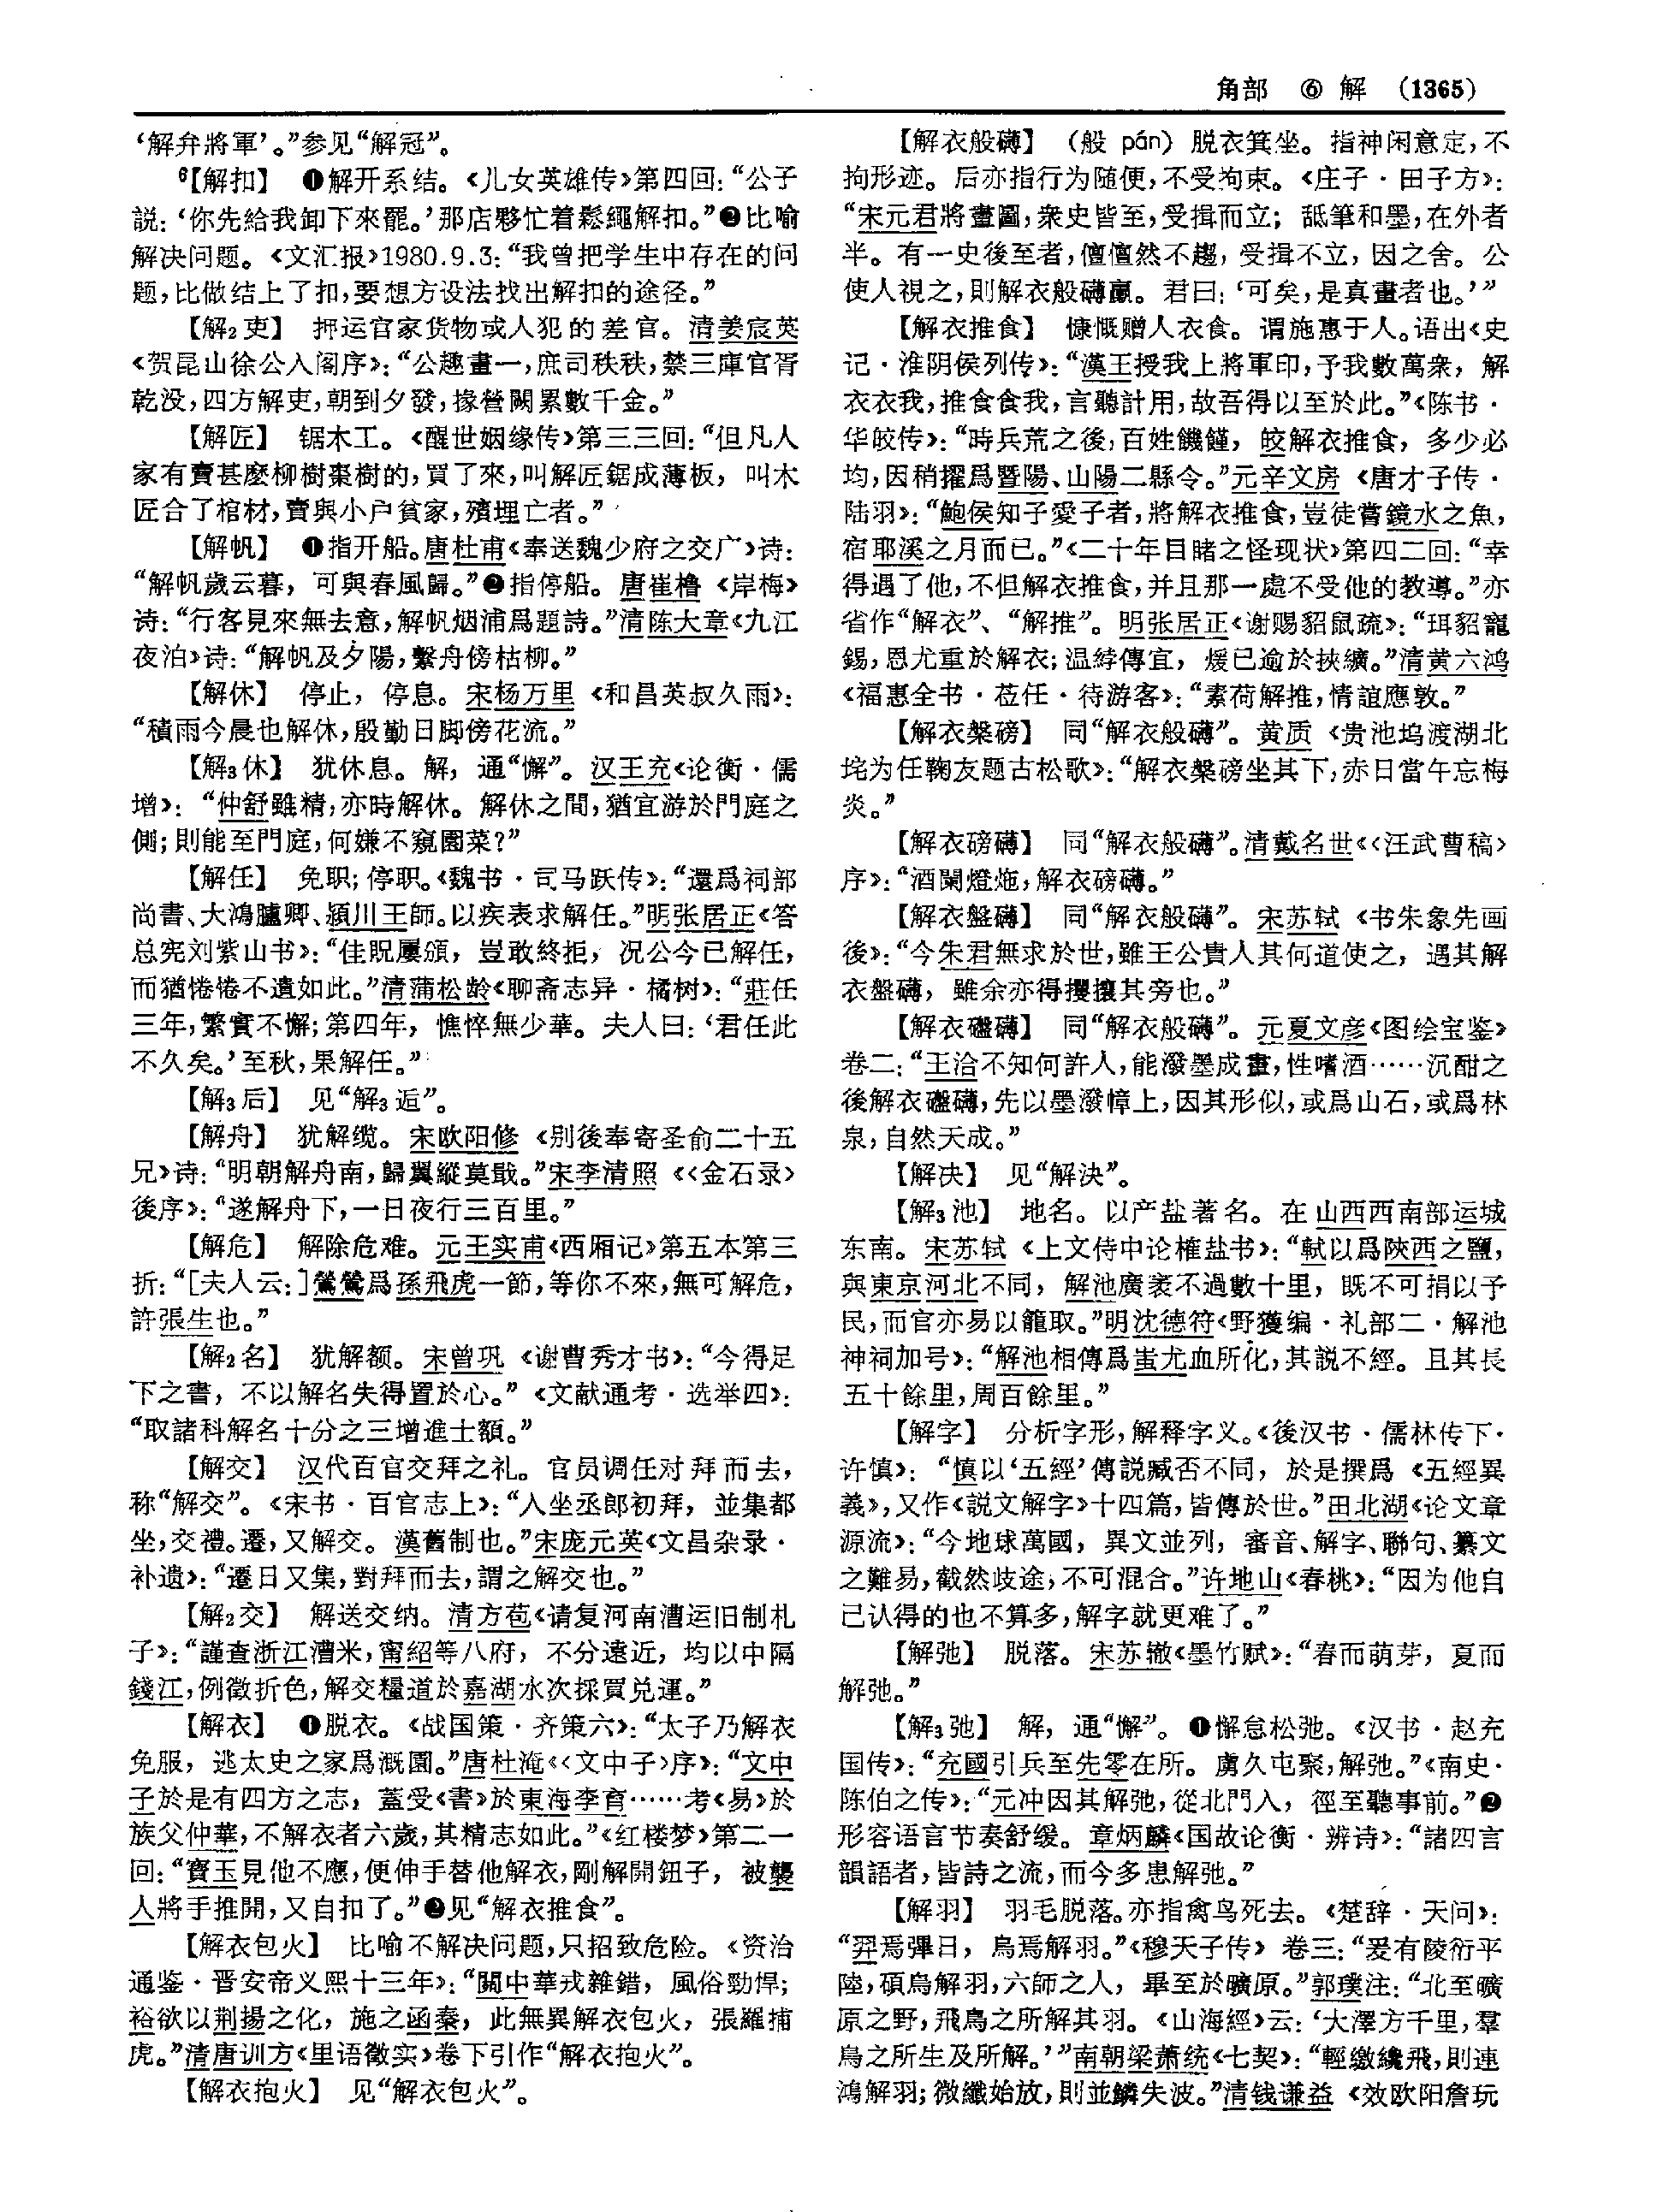 角部 ⑥ 解 (1365)
‘解弁將軍’。”参见“解冠”。
⁶【解扣】 ❶解开系结。《儿女英雄传》第四回：“公子
説：‘你先給我卸下來罷。’那店夥忙着鬆繩解扣。”❷比喻
解决问题。《文汇报》1980.9.3：“我曾把学生中存在的问
题，比做结上了扣，要想方设法找出解扣的途径。”
【解₂吏】 押运官家货物或人犯的差官。清姜宸英
《贺昆山徐公入阁序》：“公趣畫一，庶司秩秩，禁三庫官胥
乾没，四方解吏，朝到夕發，掾營闕累數千金。”
【解匠】 锯木工。《醒世姻缘传》第三三回：“但凡人
家有賣甚麼柳樹棗樹的，買了來，叫解匠鋸成薄板，叫木
匠合了棺材，賣與小户貧家，殯埋亡者。”
【解帆】 ❶指开船。唐杜甫《奉送魏少府之交广》诗：
“解帆歲云暮，可與春風歸。”❷指停船。唐崔橹《岸梅》
诗：“行客見來無去意，解帆烟浦爲題詩。”清陈大章《九江
夜泊》诗：“解帆及夕陽，繫舟傍枯柳。”
【解休】 停止，停息。宋杨万里《和昌英叔久雨》：
“積雨今晨也解休，殷勤日脚傍花流。”
【解₃休】 犹休息。解，通“懈”。汉王充《论衡·儒
增》：“仲舒雖精，亦時解休。解休之間，猶宜游於門庭之
側；則能至門庭，何嫌不窺園菜？”
【解任】 免职；停职。《魏书·司马跃传》：“還爲祠部
尚書、大鴻臚卿、潁川王師。以疾表求解任。”明张居正《答
总宪刘紫山书》：“佳貺屢頒，豈敢終拒，况公今已解任，
而猶惓惓不遺如此。”清蒲松龄《聊斋志异·橘树》：“莊任
三年，繁實不懈；第四年，憔悴無少華。夫人曰：‘君任此
不久矣。’至秋，果解任。”
【解₃后】 见“解₃逅”。
【解舟】 犹解缆。宋欧阳修《别後奉寄圣俞二十五
兄》诗：“明朝解舟南，歸翼縱莫戢。”宋李清照《〈金石录〉
後序》：“遂解舟下，一日夜行三百里。”
【解危】 解除危难。元王实甫《西厢记》第五本第三
折：“[夫人云：]鶯鶯爲孫飛虎一節，等你不來，無可解危，
許張生也。”
【解₂名】 犹解额。宋曾巩《谢曹秀才书》：“今得足
下之書，不以解名失得置於心。”《文献通考·选举四》：
“取諸科解名十分之三增進士額。”
【解交】 汉代百官交拜之礼。官员调任对拜而去，
称“解交”。《宋书·百官志上》：“八坐丞郎初拜，並集都
坐，交禮。遷，又解交。漢舊制也。”宋庞元英《文昌杂录·
补遗》：“遷日又集，對拜而去，謂之解交也。”
【解₂交】 解送交纳。清方苞《请复河南漕运旧制札
子》：“謹查浙江漕米，甯紹等八府，不分遠近，均以中隔
錢江，例徵折色，解交糧道於嘉湖水次採買兑運。”
【解衣】 ❶脱衣。《战国策·齐策六》：“太子乃解衣
免服，逃太史之家爲溉園。”唐杜淹《〈文中子〉序》：“文中
子於是有四方之志，蓋受《書》於東海李育……考《易》於
族父仲華，不解衣者六歲，其精志如此。”《红楼梦》第二一
回：“寶玉見他不應，便伸手替他解衣，剛解開鈕子，被襲
人將手推開，又自扣了。”❷见“解衣推食”。
【解衣包火】 比喻不解决问题，只招致危险。《资治
通鉴·晋安帝义熙十三年》：“關中華戎雜錯，風俗勁悍；
裕欲以荆揚之化，施之函秦，此無異解衣包火，張羅捕
虎。”清唐训方《里语徵实》卷下引作“解衣抱火”。
【解衣抱火】 见“解衣包火”。
【解衣般礴】 （般 pán）脱衣箕坐。指神闲意定，不
拘形迹。后亦指行为随便，不受拘束。《庄子·田子方》：
“宋元君將畫圖，衆史皆至，受揖而立；舐筆和墨，在外者
半。有一史後至者，儃儃然不趨，受揖不立，因之舍。公
使人視之，則解衣般礴臝。君曰：‘可矣，是真畫者也。’”
【解衣推食】 慷慨赠人衣食。谓施惠于人。语出《史
记·淮阴侯列传》：“漢王授我上將軍印，予我數萬衆，解
衣衣我，推食食我，言聽計用，故吾得以至於此。”《陈书·
华皎传》：“時兵荒之後，百姓饑饉，皎解衣推食，多少必
均，因稍擢爲暨陽、山陽二縣令。”元辛文房《唐才子传·
陆羽》：“鮑侯知子愛子者，將解衣推食，豈徒嘗鏡水之魚，
宿耶溪之月而已。”《二十年目睹之怪现状》第四二回：“幸
得遇了他，不但解衣推食，并且那一處不受他的教導。”亦
省作“解衣”、“解推”。明张居正《谢赐貂鼠疏》：“珥貂寵
錫，恩尤重於解衣；温綍傳宣，煖已逾於挾纊。”清黄六鸿
《福惠全书·莅任·待游客》：“素荷解推，情誼應敦。”
【解衣槃磅】 同“解衣般礴”。黄质《贵池坞渡湖北
垞为任鞠友题古松歌》：“解衣槃磅坐其下，赤日當午忘梅
炎。”
【解衣磅礴】 同“解衣般礴”。清戴名世《〈汪武曹稿〉
序》：“酒闌燈灺，解衣磅礴。”
【解衣盤礴】 同“解衣般礴”。宋苏轼《书朱象先画
後》：“今朱君無求於世，雖王公貴人其何道使之，遇其解
衣盤礴，雖余亦得攫攘其旁也。”
【解衣礠礴】 同“解衣般礴”。元夏文彦《图绘宝鉴》
卷二：“王洽不知何許人，能潑墨成畫，性嗜酒……沉酣之
後解衣礠礴，先以墨潑幛上，因其形似，或爲山石，或爲林
泉，自然天成。”
【解决】 见“解決”。
【解₃池】 地名。以产盐著名。在山西西南部运城
东南。宋苏轼《上文侍中论榷盐书》：“軾以爲陝西之鹽，
與東京河北不同，解池廣袤不過數十里，既不可捐以予
民，而官亦易以籠取。”明沈德符《野獲编·礼部二·解池
神祠加号》：“解池相傳爲蚩尤血所化，其説不經。且其長
五十餘里，周百餘里。”
【解字】 分析字形，解释字义。《後汉书·儒林传下·
许慎》：“慎以‘五經’傳説臧否不同，於是撰爲《五經異
義》，又作《説文解字》十四篇，皆傳於世。”田北湖《论文章
源流》：“今地球萬國，異文並列，審音、解字、聯句、纂文
之難易，截然歧途，不可混合。”许地山《春桃》：“因为他自
己认得的也不算多，解字就更难了。”
【解弛】 脱落。宋苏辙《墨竹赋》：“春而萌芽，夏而
解弛。”
【解₃弛】 解，通“懈”。❶懈怠松弛。《汉书·赵充
国传》：“充國引兵至先零在所。虜久屯聚，解弛。”《南史·
陈伯之传》：“元冲因其解弛，從北門入，徑至聽事前。”❷
形容语言节奏舒缓。章炳麟《国故论衡·辨诗》：“諸四言
韻語者，皆詩之流，而今多患解弛。”
【解羽】 羽毛脱落。亦指禽鸟死去。《楚辞·天问》：
“羿焉彃日，烏焉解羽。”《穆天子传》卷三：“爰有陵衍平
陸，碩鳥解羽，六師之人，畢至於曠原。”郭璞注：“北至曠
原之野，飛鳥之所解其羽。《山海經》云：‘大澤方千里，羣
鳥之所生及所解。’”南朝梁萧统《七契》：“輕繳纔飛，則連
鴻解羽；微纖始放，則並鱗失波。”清钱谦益《效欧阳詹玩